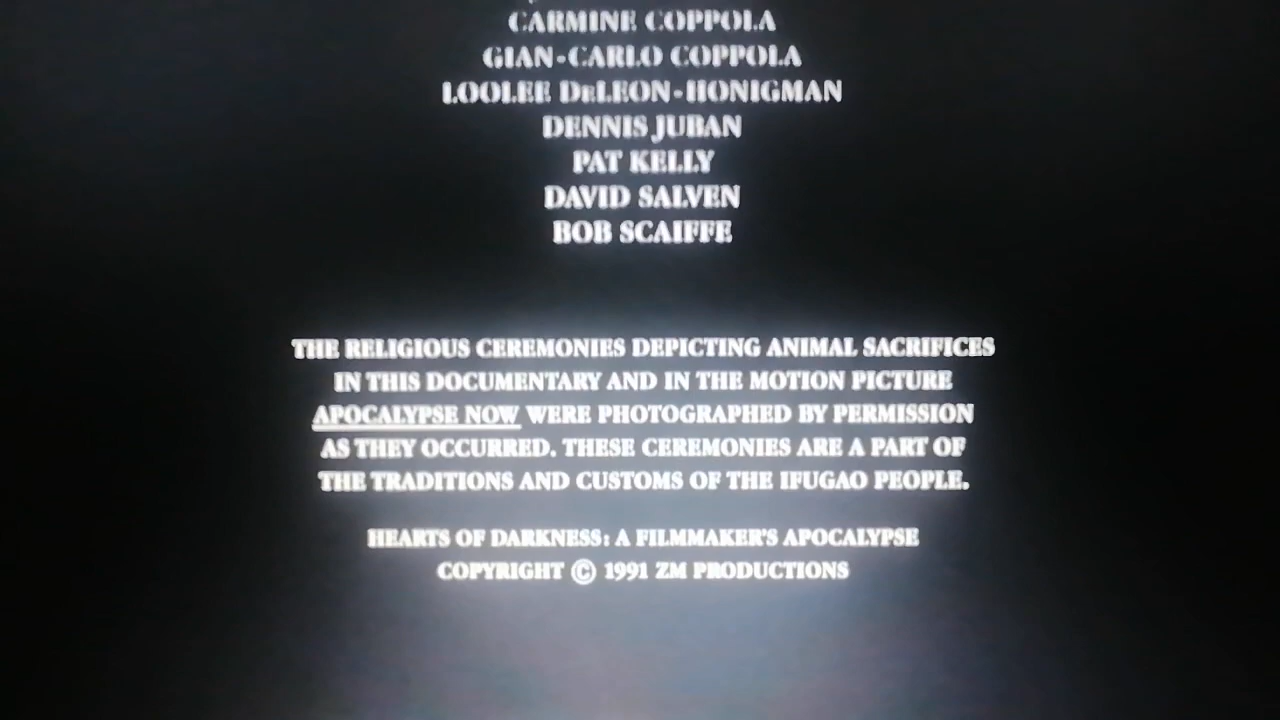 CARMINE COPPOLA
GIAN-CARLO COPPOLA
LOOLEE DeLEON-HONIGMAN
DENNIS JUBAN
PAT KELLY
DAVID SALVEN
BOB SCAIFFE
THE RELIGIOUS CEREMONIES DEPICTING ANIMAL SACRIFICES
IN THIS DOCUMENTARY AND IN THE MOTION PICTURE
APOCALYPSE NOW WERE PHOTOGRAPHED BY PERMISSION
AS THEY OCCURRED. THESE CEREMONIES ARE A PART OF
THE TRADITIONS AND CUSTOMS OF THE IFUGAO PEOPLE.
HEARTS OF DARKNESS: A FILMMAKER'S APOCALYPSE
COPYRIGHT © 1991 ZM PRODUCTIONS